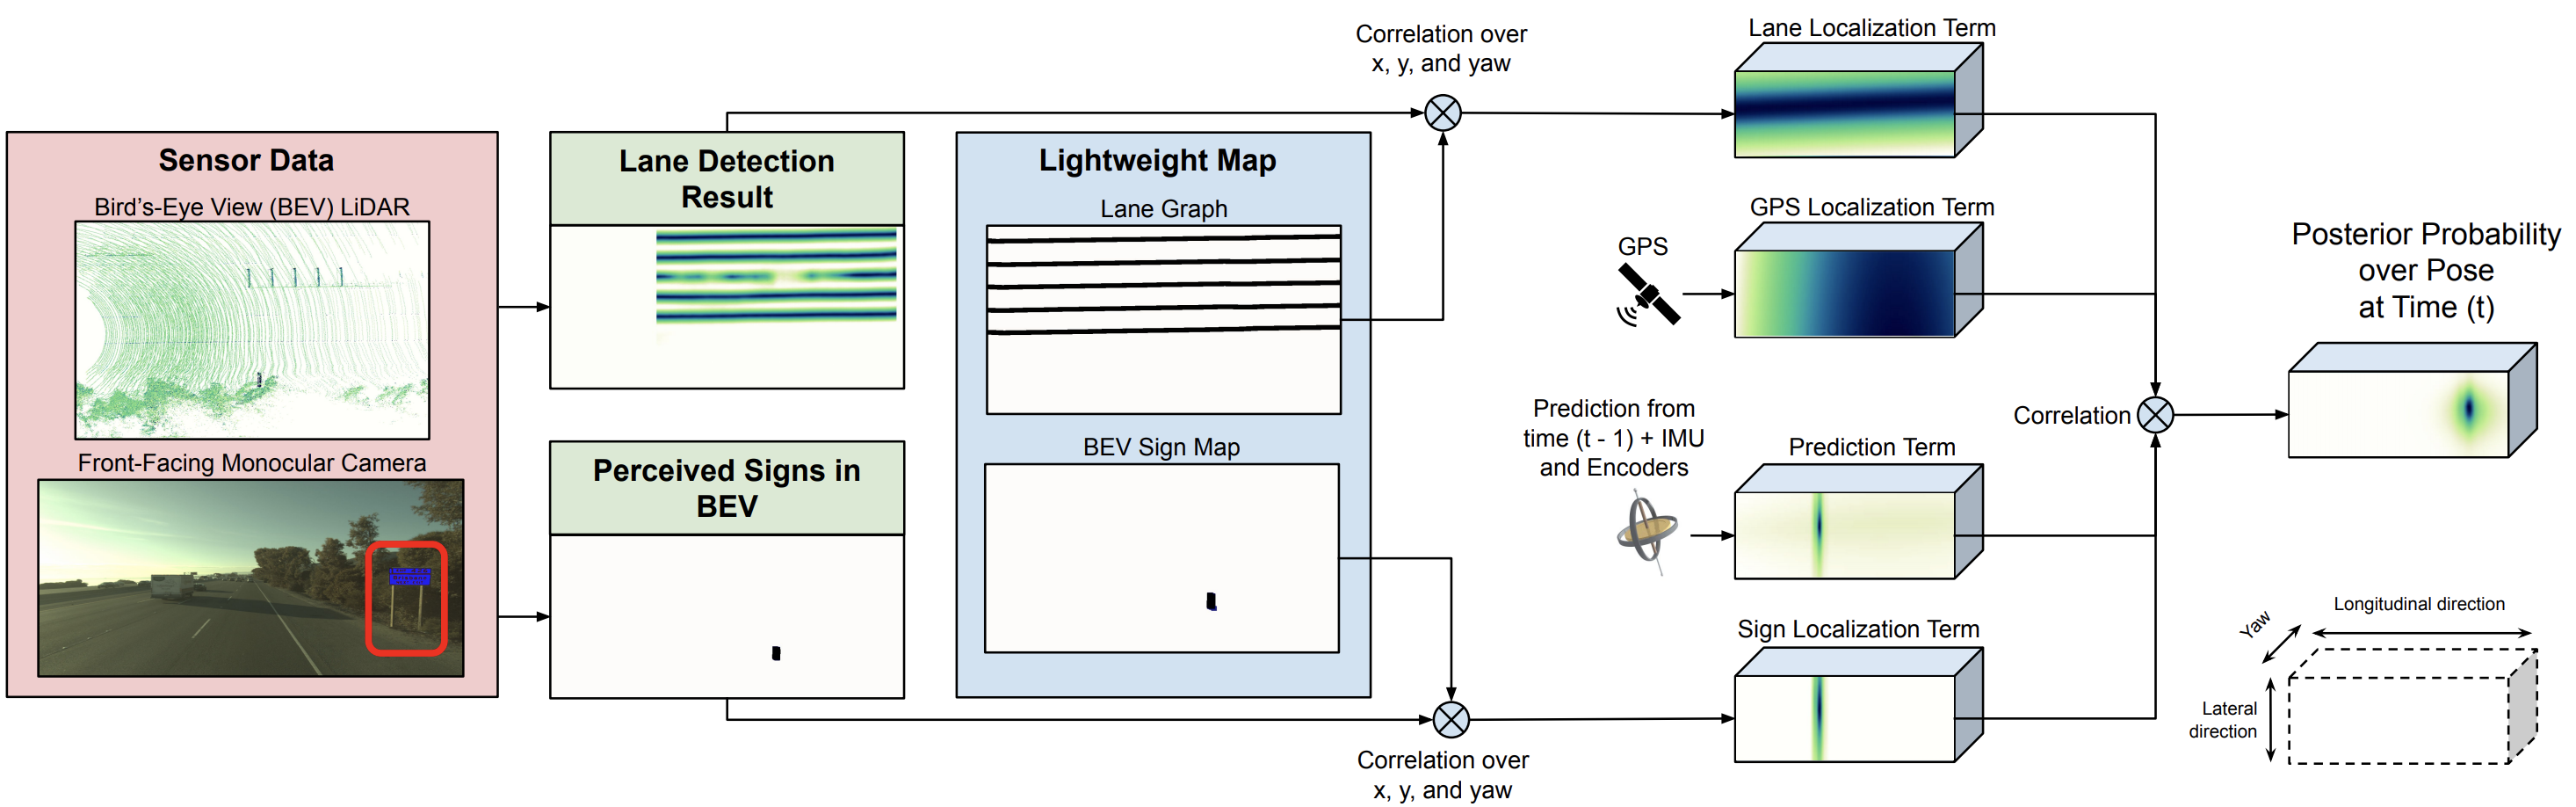 Sensor Data
Bird's-Eye View (BEV) LiDAR
Front-Facing Monocular Camera
Lane Detection
Result
Perceived Signs in
BEV
Lightweight Map
Lane Graph
BEV Sign Map
Correlation over
x, y, and yaw
Correlation over
x, y, and yaw
Lane Localization Term
GPS Localization Term
GPS
Prediction from
time (t - 1) + IMU
and Encoders
Prediction Term
Sign Localization Term
Correlation
Posterior Probability
over Pose
at Time (t)
Yaw
Longitudinal direction
Lateral
direction